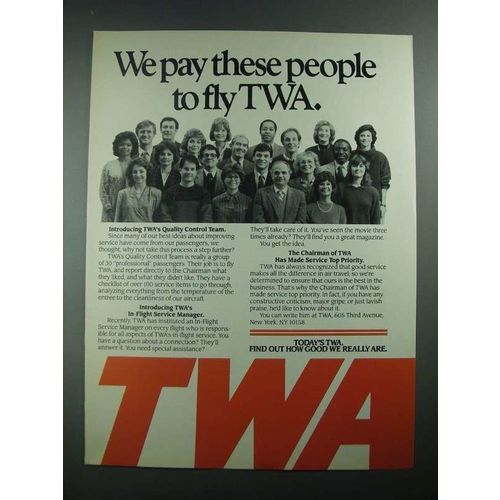 We pay these people
to fly TWA.
Introducing TWA's Quality Control Team.
Since many of our best ideas about improving
service have come from our passengers, we
thought, why not take this process a step further?
TWA's Quality Control Team is really a group
of 30 "professional" passengers. Their job is to fly
TWA, and report directly to the Chairman what
they liked, and what they didn't like. They have a
checklist of over 100 service items to go through,
analyzing everything from the temperature of the
entree to the cleanliness of our aircraft.
Introducing TWA's
In-Flight Service Manager.
Recently, TWA has instituted an In-Flight
Service Manager on every flight who is respons-
ible for all aspects of TWA's in-flight service. You
have a question about a connection? They'll
answer it. You need special assistance?
They'll take care of it. You've seen the movie three
times already? They'll find you a great magazine.
You get the idea.
The Chairman of TWA
Has Made Service Top Priority.
TWA has always recognized that good service
makes all the difference in air travel, so we're
determined to ensure that ours is the best in the
business. That's why the Chairman of TWA has
made service top priority. In fact, if you have any
constructive criticism, major gripe, or just lavish
praise, he'd like to know about it.
You can write him at TWA, 605 Third Avenue,
New York, NY 10158
TODAY'S TWA.
FIND OUT HOW GOOD WE REALLY ARE.
TWA